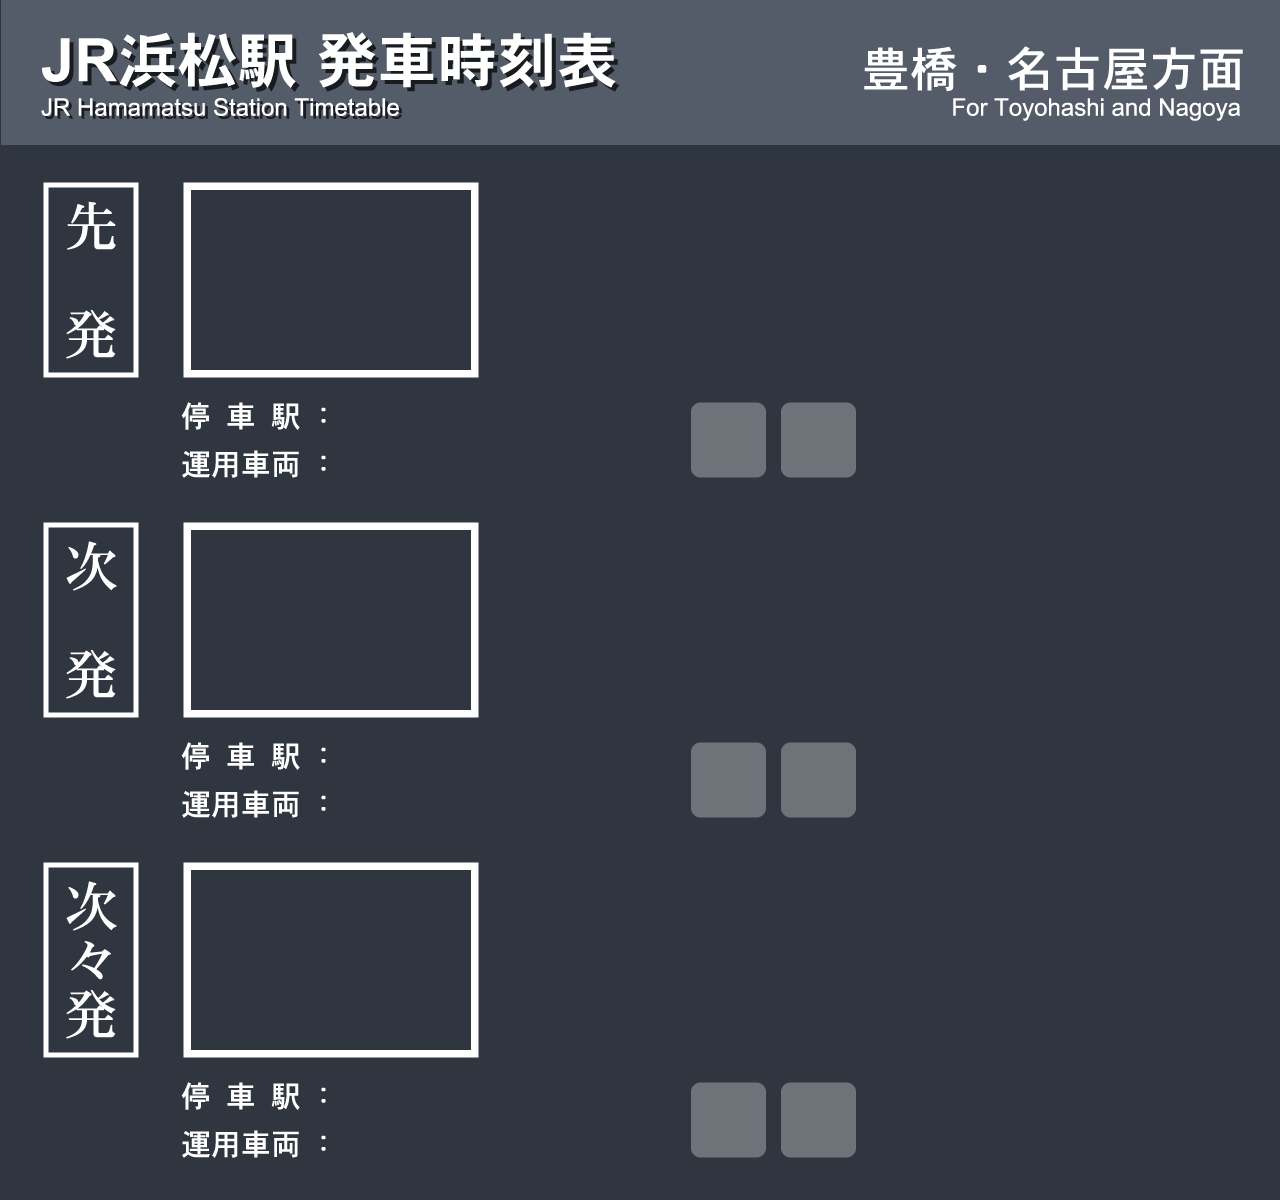 JR浜松駅 発車時刻表
JR Hamamatsu Station Timetable
豊橋・名古屋方面
For Toyohashi and Nagoya
先発
停車駅：
運用車両：
次発
停車駅：
運用車両：
次々発
停車駅：
運用車両：